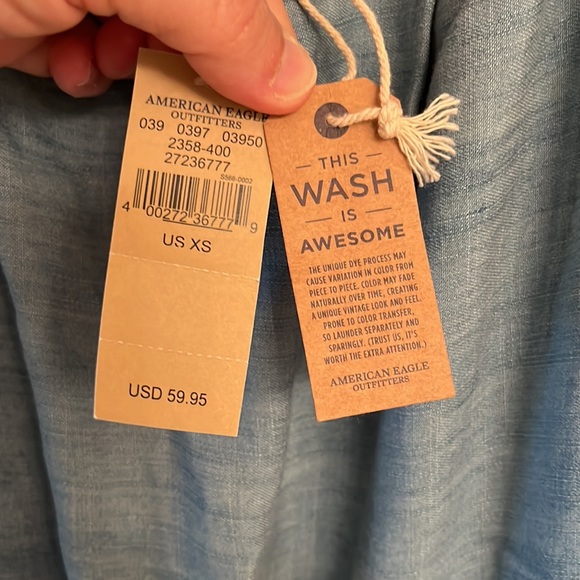 AMERICAN EAGLE
OUTFITTERS
039 0397 03950
2358-400
27236777
S566-0002
4 00272 36777 9
US XS
USD 59.95
— THIS —
WASH
— IS —
AWESOME
THE UNIQUE DYE PROCESS MAY
CAUSE VARIATION IN COLOR FROM
PIECE TO PIECE. COLOR MAY FADE
NATURALLY OVER TIME, CREATING
A UNIQUE VINTAGE LOOK AND FEEL.
PRONE TO COLOR TRANSFER,
SO LAUNDER SEPARATELY AND
SPARINGLY. (TRUST US, IT'S
WORTH THE EXTRA ATTENTION.)
AMERICAN EAGLE
OUTFITTERS